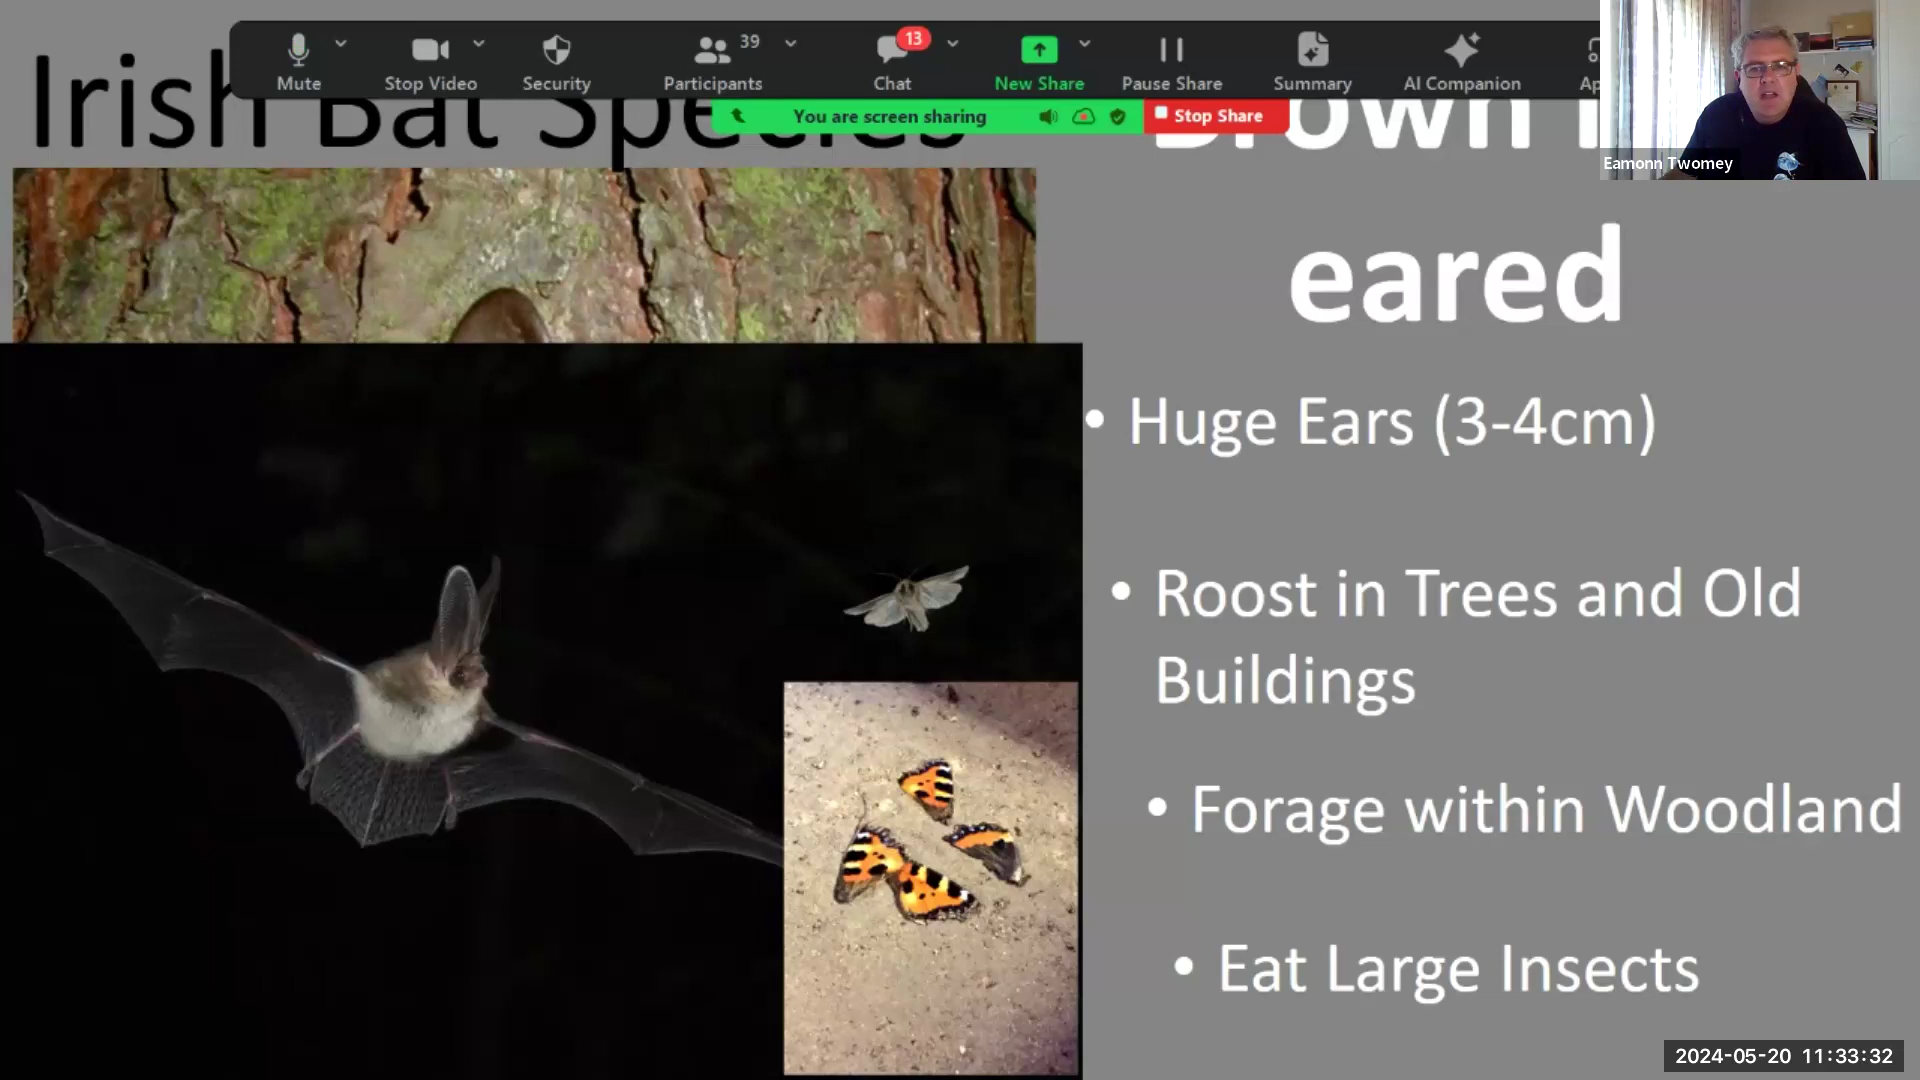 Mute
Stop Video
Security
39
Participants
13
Chat
New Share
Pause Share
Summary
AI Companion
You are screen sharing
Stop Share
Eamonn Twomey
Irish Bat Species
Brown
eared
• Huge Ears (3-4cm)
• Roost in Trees and Old
Buildings
• Forage within Woodland
• Eat Large Insects
2024-05-20 11:33:32